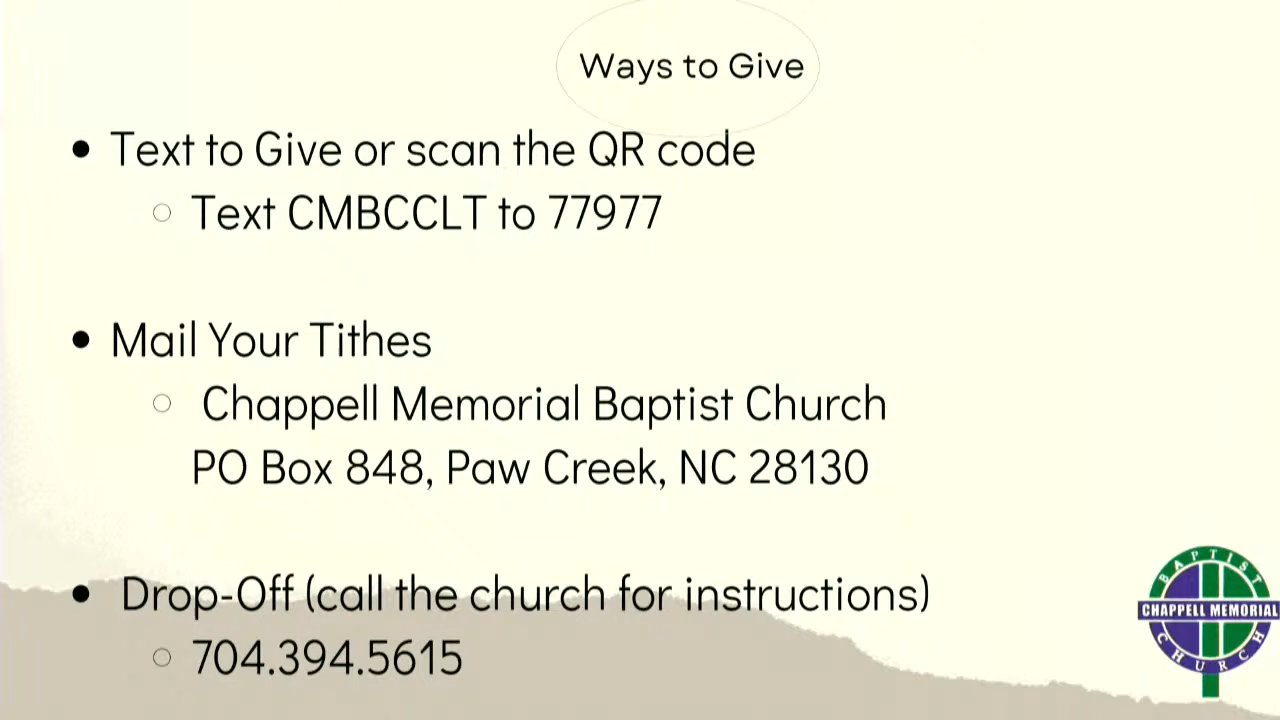 Ways to Give
• Text to Give or scan the QR code
○ Text CMBCCLT to 77977
• Mail Your Tithes
○ Chappell Memorial Baptist Church
PO Box 848, Paw Creek, NC 28130
• Drop-Off (call the church for instructions)
○ 704.394.5615
BAPTIST
CHAPPELL MEMORIAL
CHURCH